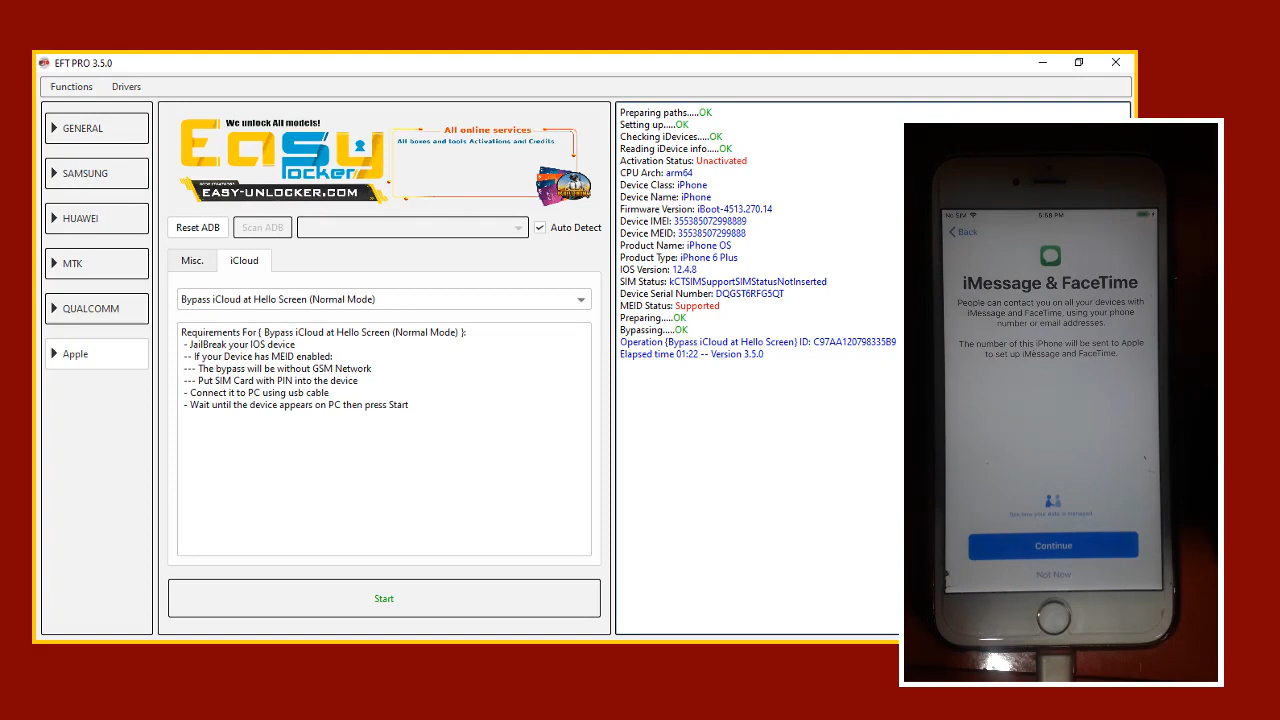 EFT PRO 3.5.0
Functions
Drivers
GENERAL
SAMSUNG
HUAWEI
MTK
QUALCOMM
Apple
We unlock All models!
Easy
locker
EASY-UNLOCKER.COM
All online services
All boxes and tools Activations and Credits
Reset ADB
Scan ADB
Auto Detect
Misc.
iCloud
Bypass iCloud at Hello Screen (Normal Mode)
Requirements For ( Bypass iCloud at Hello Screen (Normal Mode) ):
- JailBreak your IOS device
-- If your Device has MEID enabled:
--- The bypass will be without GSM Network
--- Put SIM Card with PIN into the device
- Connect it to PC using usb cable
- Wait until the device appears on PC then press Start
Start
Preparing paths.....OK
Setting up.....OK
Checking iDevices.....OK
Reading iDevice info.....OK
Activation Status: Unactivated
CPU Arch: arm64
Device Class: iPhone
Device Name: iPhone
Firmware Version: iBoot-4513.270.14
Device IMEI: 355385072998889
Device MEID: 35538507299888
Product Name: iPhone OS
Product Type: iPhone 6 Plus
IOS Version: 12.4.8
SIM Status: kCTSIMSupportSIMStatusNotInserted
Device Serial Number: DQGST6RFG5QT
MEID Status: Supported
Preparing.....OK
Bypassing.....OK
Operation {Bypass iCloud at Hello Screen} ID: C97AA120798335B9
Elapsed time 01:22 -- Version 3.5.0
No SIM
5:58 PM
Back
iMessage & FaceTime
People can contact you on all your devices with
iMessage and FaceTime, using your phone
number or email addresses.
The number of this iPhone will be sent to Apple
to set up iMessage and FaceTime.
See how your data is managed
Continue
Not Now